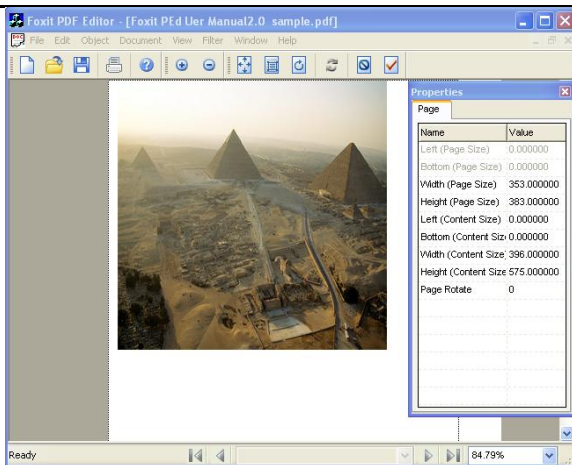 Foxit PDF Editor - [Foxit PEd Uer Manual2.0 sample.pdf]
File Edit Object Document View Filter Window Help
Properties
Page
Name Value
Left (Page Size) 0.000000
Bottom (Page Size) 0.000000
Width (Page Size) 353.000000
Height (Page Size) 383.000000
Left (Content Size) 0.000000
Bottom (Content Siz 0.000000
Width (Content Size 396.000000
Height (Content Size 575.000000
Page Rotate 0
Ready 84.79%